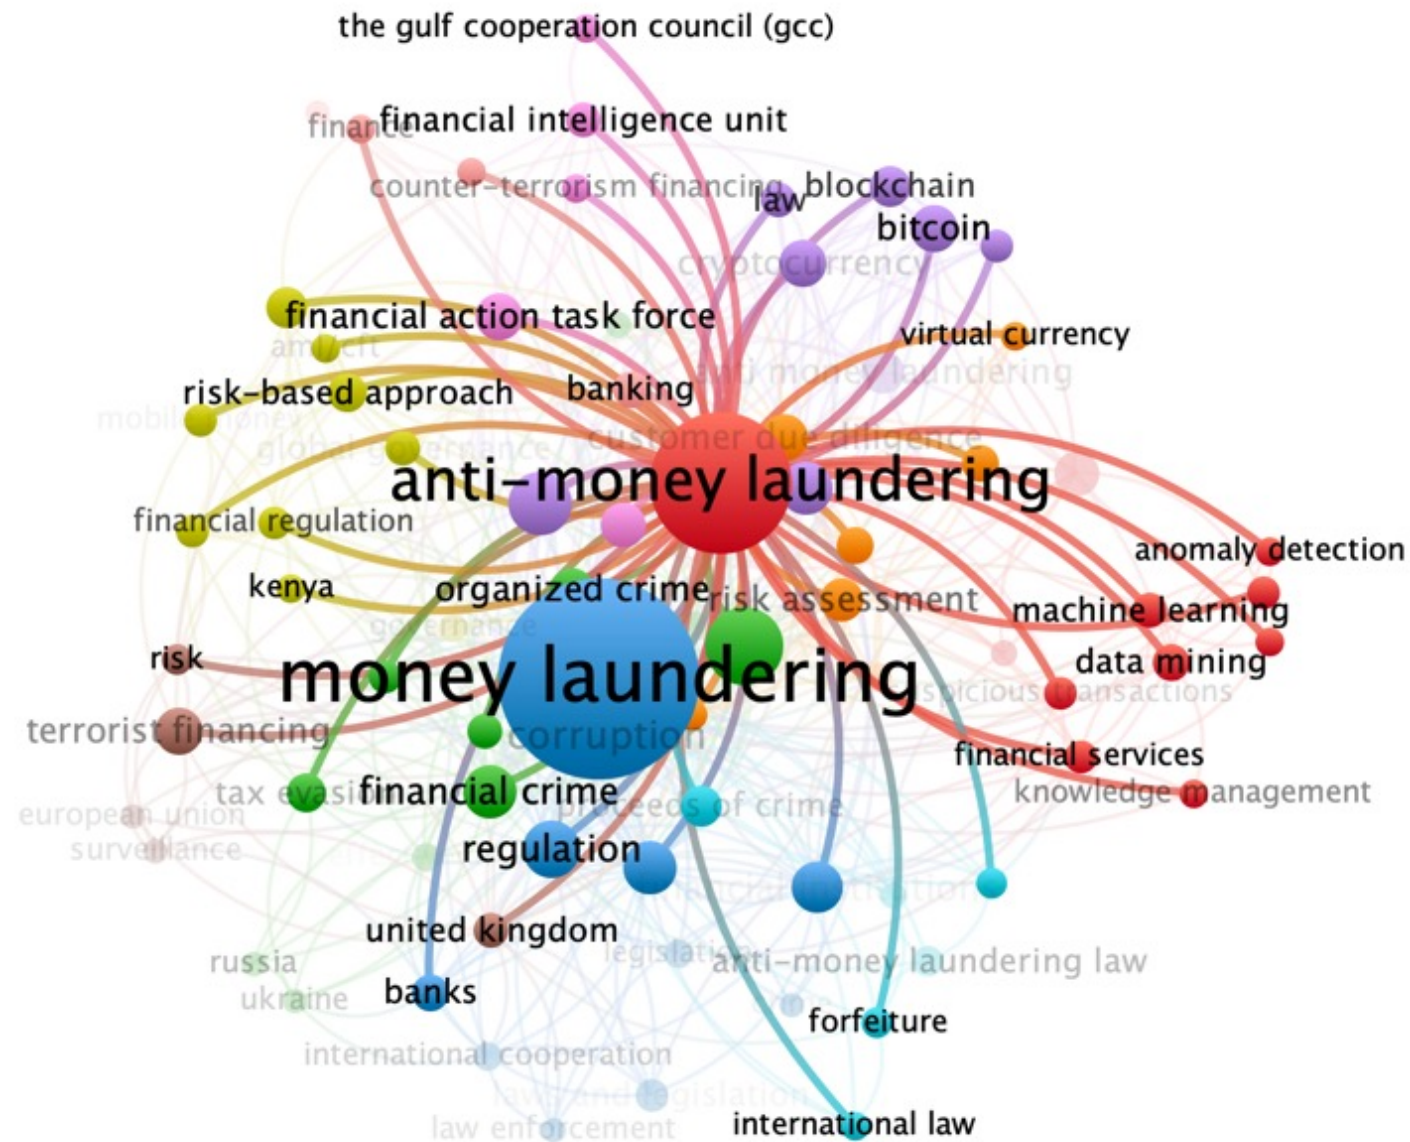 the gulf cooperation council (gcc)
finance
financial intelligence unit
counter-terrorism financing
law
blockchain
bitcoin
cryptocurrency
financial action task force
virtual currency
aml/cft
anti money laundering
risk-based approach
banking
mobile money
customer due diligence
global governance
anti-money laundering
financial regulation
anomaly detection
kenya
organized crime
risk assessment
machine learning
governance
risk
money laundering
data mining
suspicious transactions
terrorist financing
corruption
financial services
tax evasion
financial crime
proceeds of crime
knowledge management
european union
surveillance
regulation
financial institutions
united kingdom
legislation
anti-money laundering law
russia
ukraine
banks
forfeiture
international cooperation
laws and legislation
law enforcement
international law